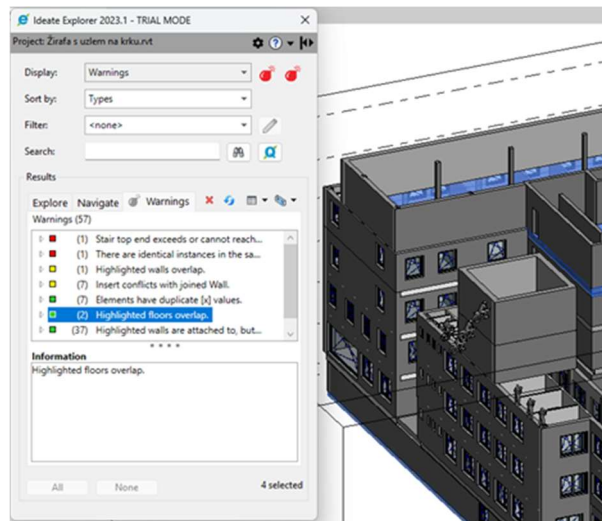 Ideate Explorer 2023.1 - TRIAL MODE
Project: Žirafa s uzlem na krku.rvt
Display: Warnings
Sort by: Types
Filter: <none>
Search:
Results
Explore Navigate Warnings
Warnings (57)
(1) Stair top end exceeds or cannot reach...
(1) There are identical instances in the sa...
(1) Highlighted walls overlap.
(7) Insert conflicts with joined Wall.
(7) Elements have duplicate [x] values.
(2) Highlighted floors overlap.
(37) Highlighted walls are attached to, but...
Information
Highlighted floors overlap.
All None 4 selected